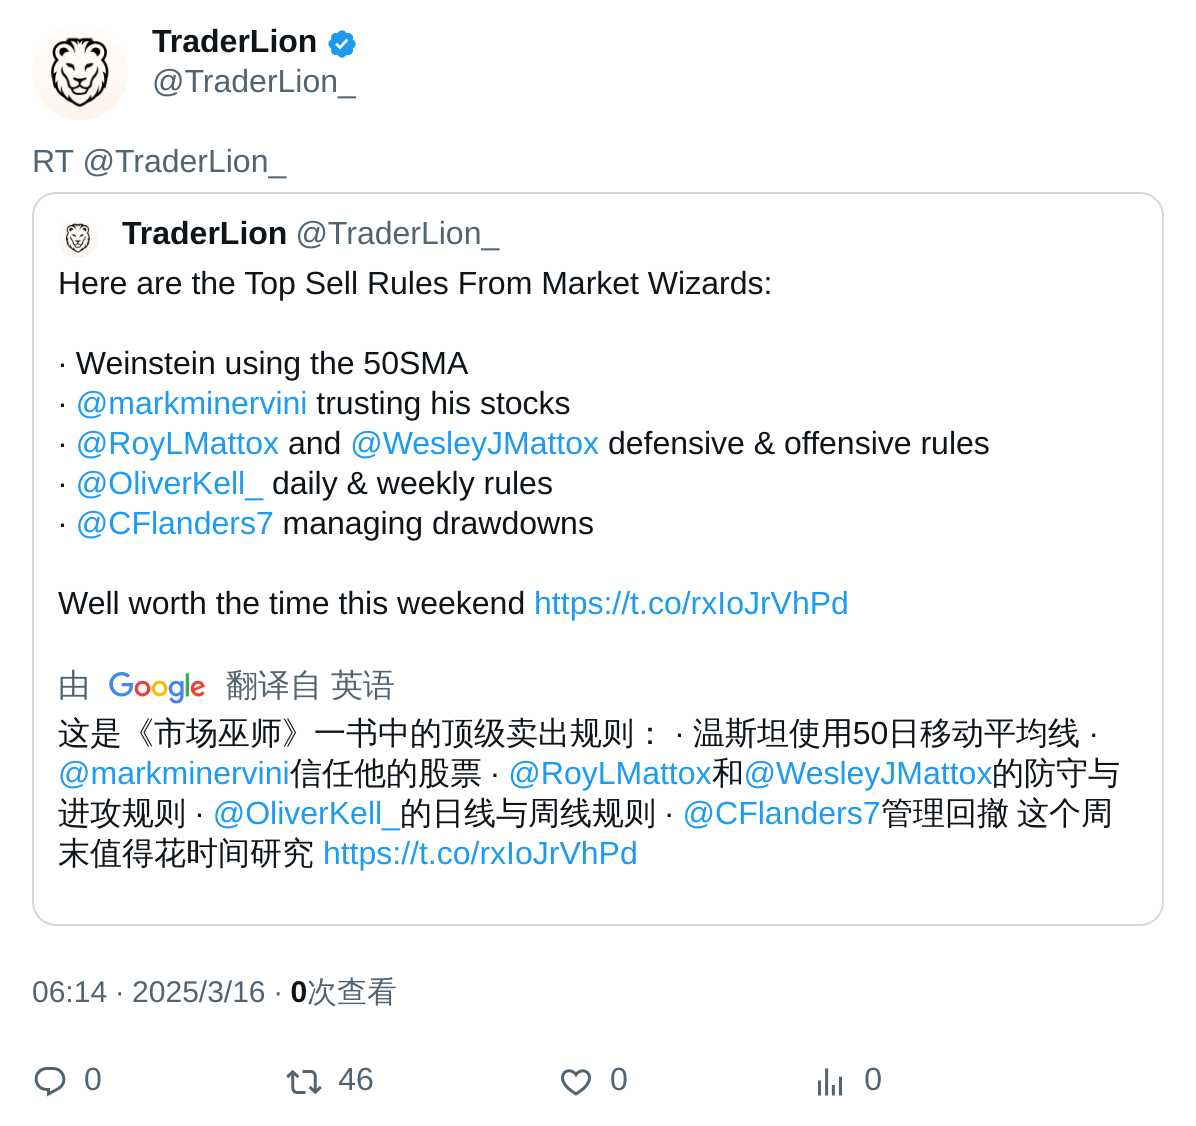 TraderLion
@TraderLion_
RT @TraderLion_
TraderLion @TraderLion_
Here are the Top Sell Rules From Market Wizards:
· Weinstein using the 50SMA
· @markminervini trusting his stocks
· @RoyLMattox and @WesleyJMattox defensive & offensive rules
· @OliverKell_ daily & weekly rules
· @CFlanders7 managing drawdowns
Well worth the time this weekend https://t.co/rxIoJrVhPd
由 Google 翻译自 英语
这是《市场巫师》一书中的顶级卖出规则： · 温斯坦使用50日移动平均线 ·
@markminervini信任他的股票 · @RoyLMattox和@WesleyJMattox的防守与
进攻规则 · @OliverKell_的日线与周线规则 · @CFlanders7管理回撤 这个周
末值得花时间研究 https://t.co/rxIoJrVhPd
06:14 · 2025/3/16 · 0次查看
0 46 0 0